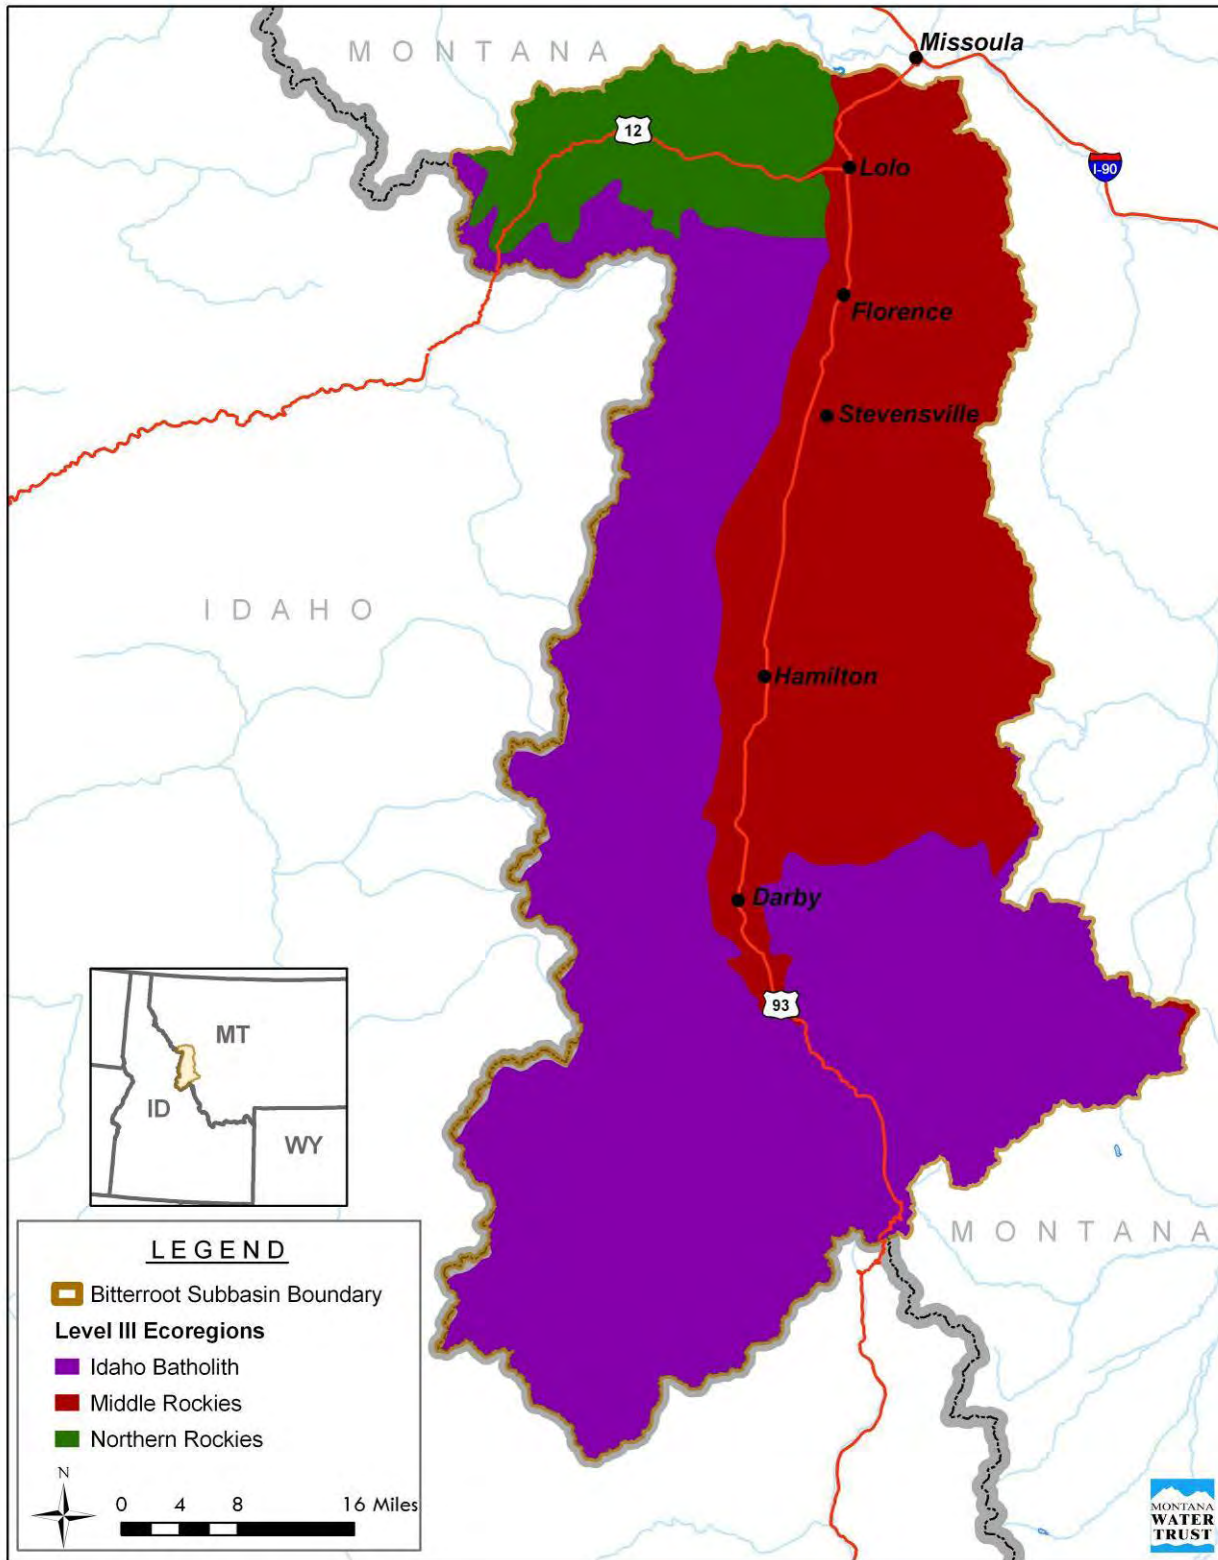 Missoula
MONTANA
12
Lolo
I-90
Florence
Stevensville
IDAHO
Hamilton
Darby
93
MT
ID
WY
MONTANA
LEGEND
Bitterroot Subbasin Boundary
Level III Ecoregions
Idaho Batholith
Middle Rockies
Northern Rockies
N
0 4 8 16 Miles
MONTANA
WATER
TRUST